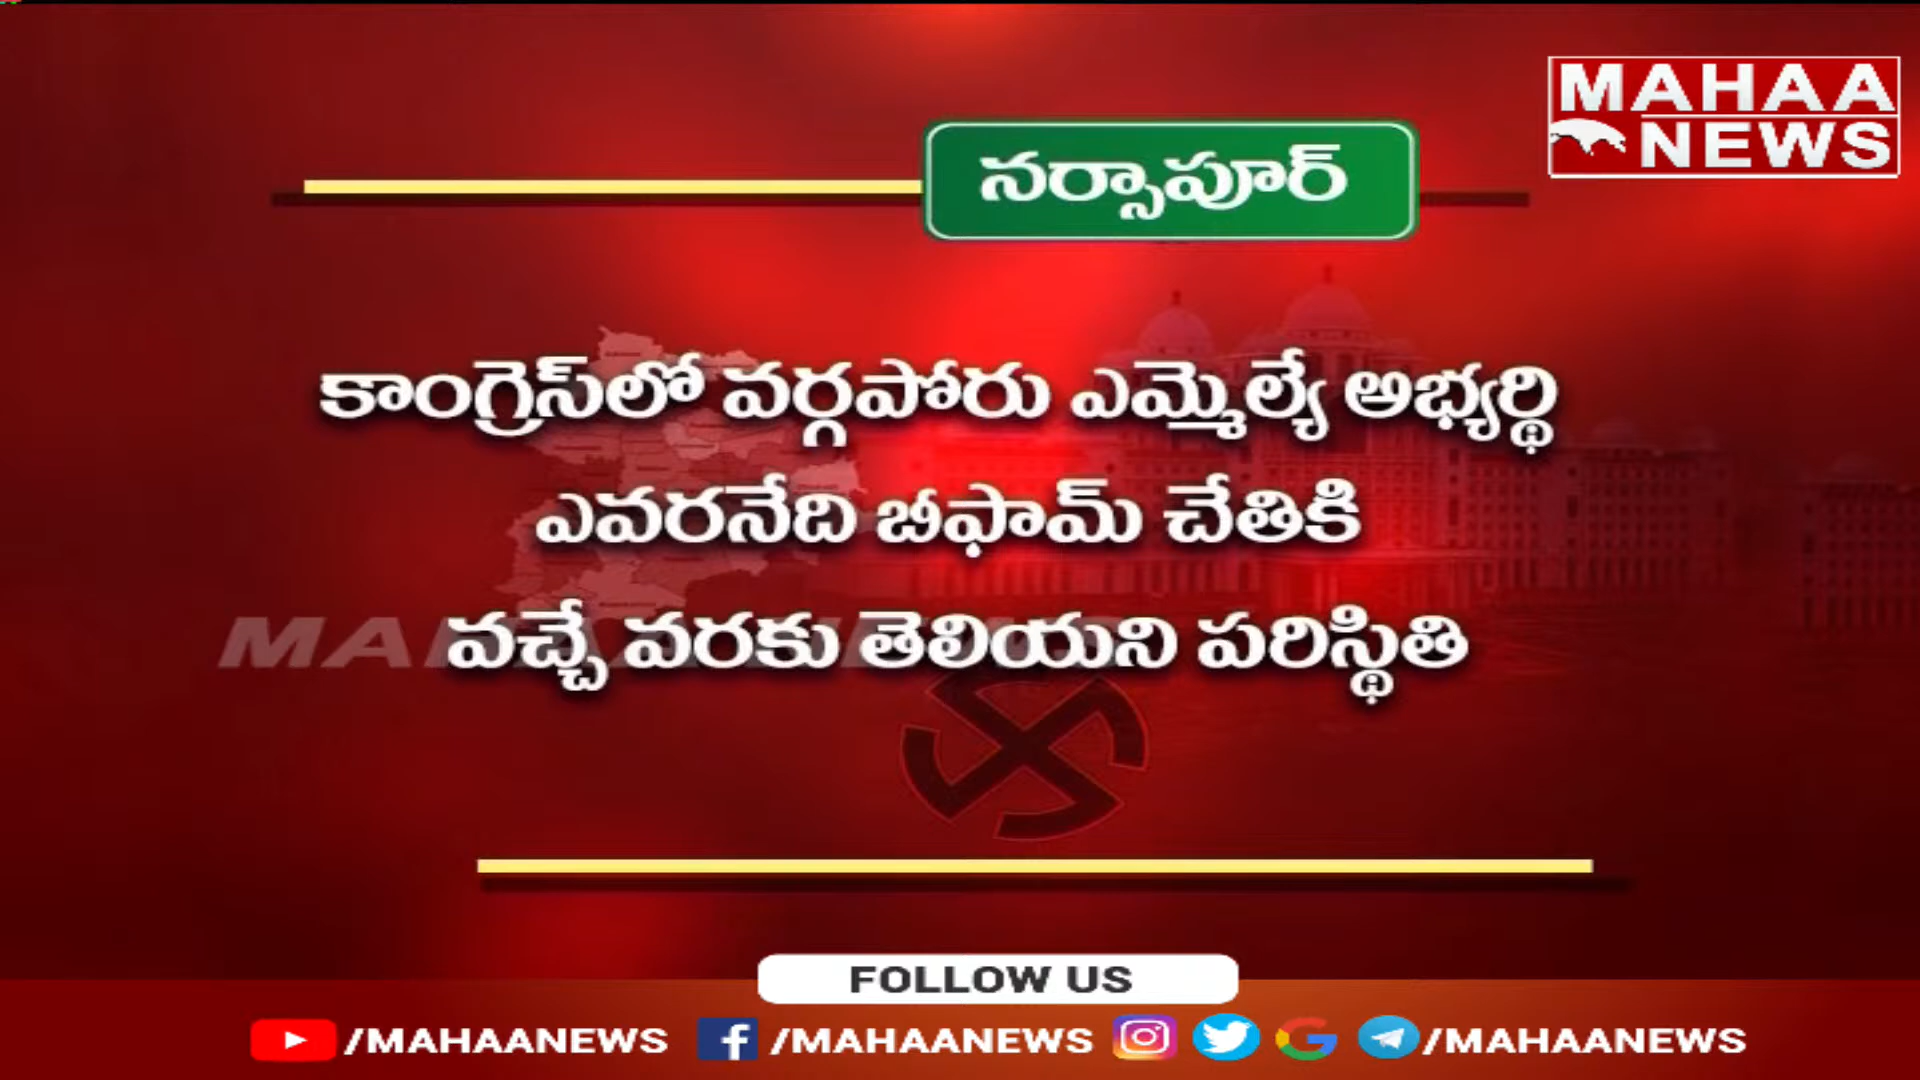 MAHAA
NEWS
నర్సాపూర్
కాంగ్రెస్‌లో వర్గపోరు ఎమ్మెల్యే అభ్యర్థి
ఎవరనేది బీఫామ్ చేతికి
వచ్చే వరకు తెలియని పరిస్థితి
FOLLOW US
/MAHAANEWS /MAHAANEWS /MAHAANEWS